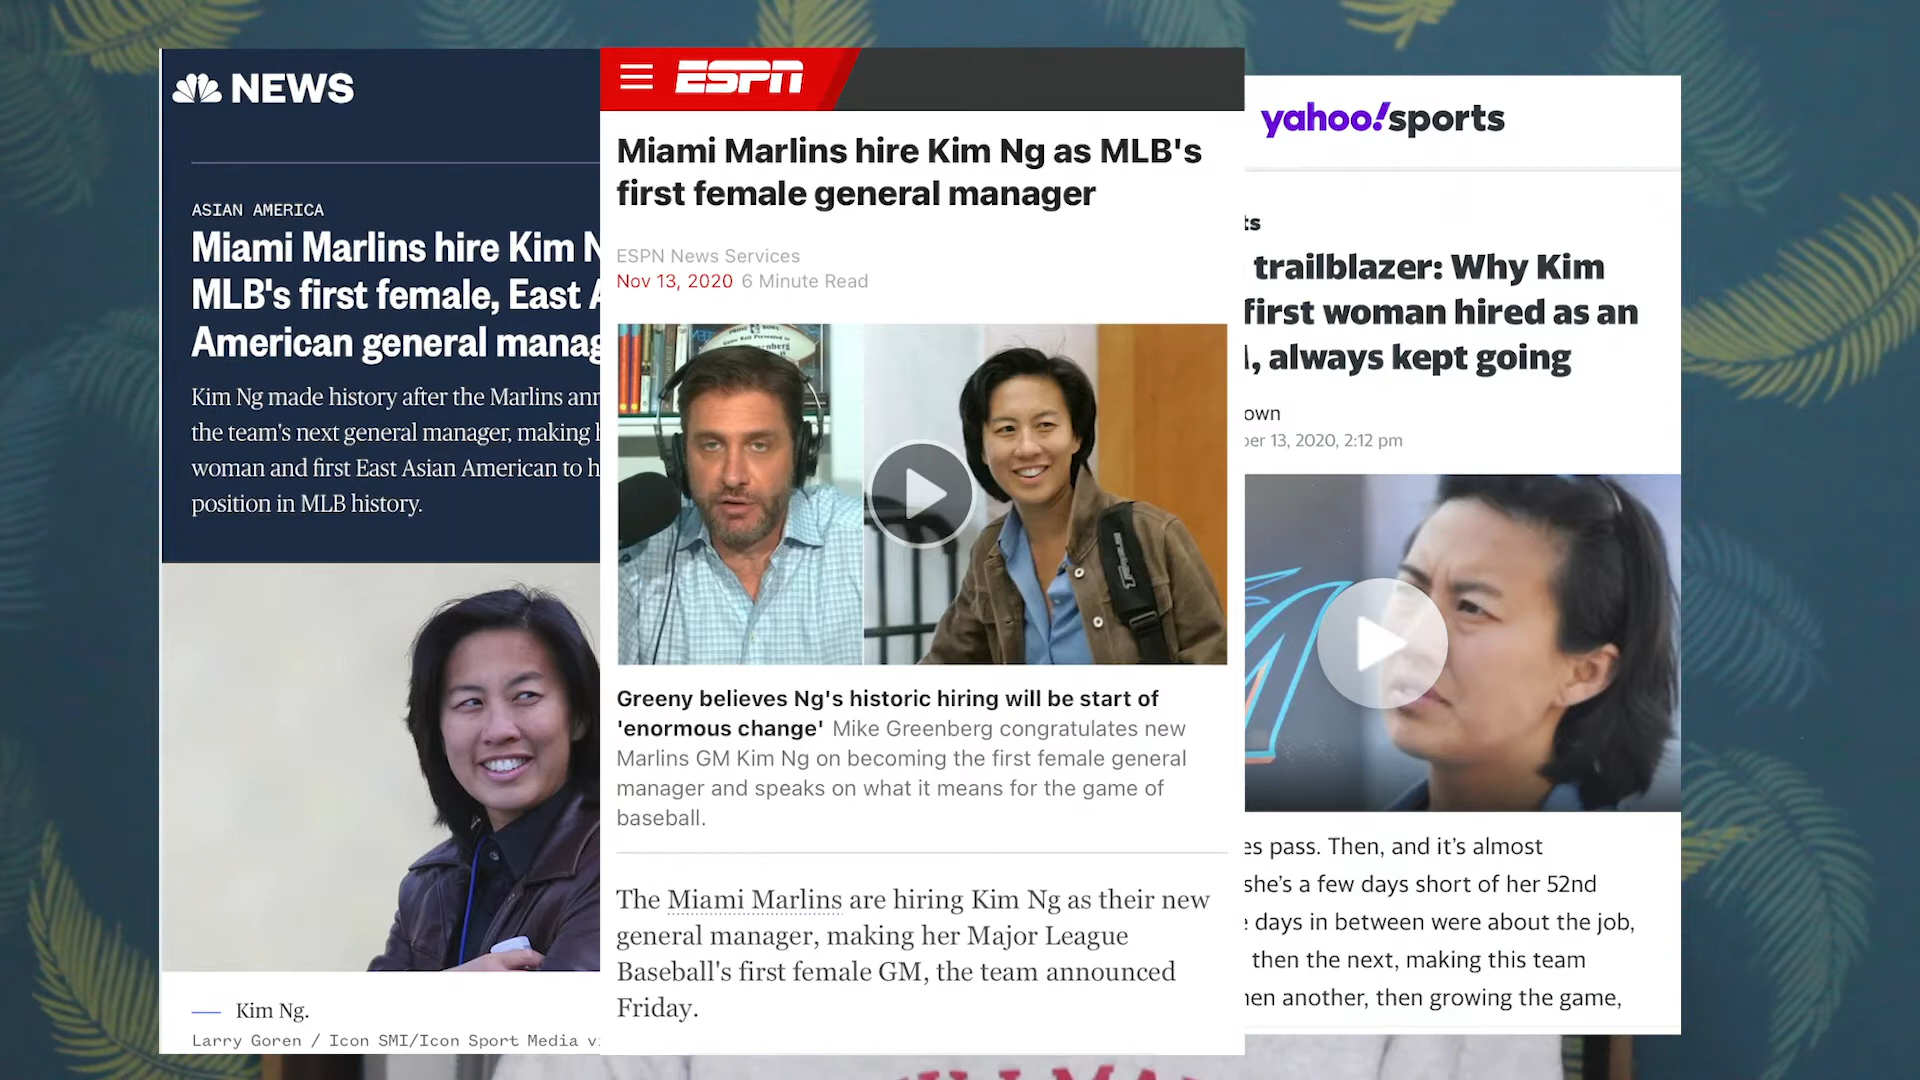 NEWS
ASIAN AMERICA
Miami Marlins hire Kim N
MLB's first female, East A
American general manag
Kim Ng made history after the Marlins ann
the team's next general manager, making h
woman and first East Asian American to h
position in MLB history.
Kim Ng.
Larry Goren / Icon SMI/Icon Sport Media v
ESPN
Miami Marlins hire Kim Ng as MLB's
first female general manager
ESPN News Services
Nov 13, 2020 6 Minute Read
Greeny believes Ng's historic hiring will be start of
'enormous change' Mike Greenberg congratulates new
Marlins GM Kim Ng on becoming the first female general
manager and speaks on what it means for the game of
baseball.
The Miami Marlins are hiring Kim Ng as their new
general manager, making her Major League
Baseball's first female GM, the team announced
Friday.
yahoo!sports
ts
trailblazer: Why Kim
first woman hired as an
, always kept going
own
ber 13, 2020, 2:12 pm
es pass. Then, and it's almost
she's a few days short of her 52nd
e days in between were about the job,
then the next, making this team
hen another, then growing the game,